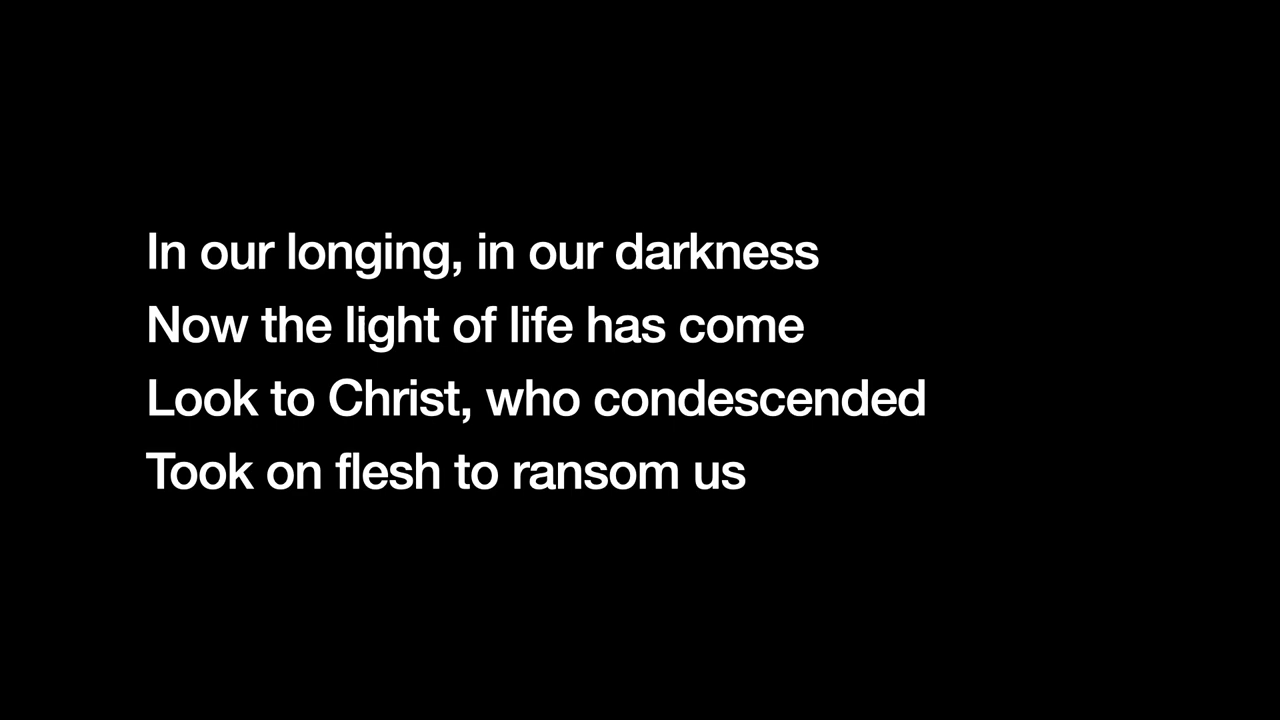 In our longing, in our darkness
Now the light of life has come
Look to Christ, who condescended
Took on flesh to ransom us